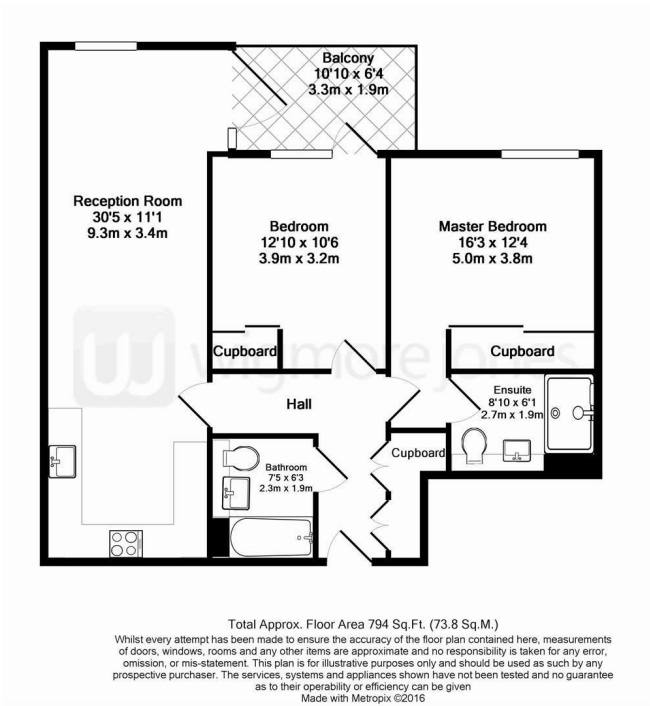 Balcony
10'10 x 6'4
3.3m x 1.9m
Reception Room
30'5 x 11'1
9.3m x 3.4m
Bedroom
12'10 x 10'6
3.9m x 3.2m
Master Bedroom
16'3 x 12'4
5.0m x 3.8m
w wigmore jones
Cupboard
Cupboard
Hall
Ensuite
8'10 x 6'1
2.7m x 1.9m
Cupboard
Bathroom
7'5 x 6'3
2.3m x 1.9m
Total Approx. Floor Area 794 Sq.Ft. (73.8 Sq.M.)
Whilst every attempt has been made to ensure the accuracy of the floor plan contained here, measurements
of doors, windows, rooms and any other items are approximate and no responsibility is taken for any error,
omission, or mis-statement. This plan is for illustrative purposes only and should be used as such by any
prospective purchaser. The services, systems and appliances shown have not been tested and no guarantee
as to their operability or efficiency can be given
Made with Metropix ©2016